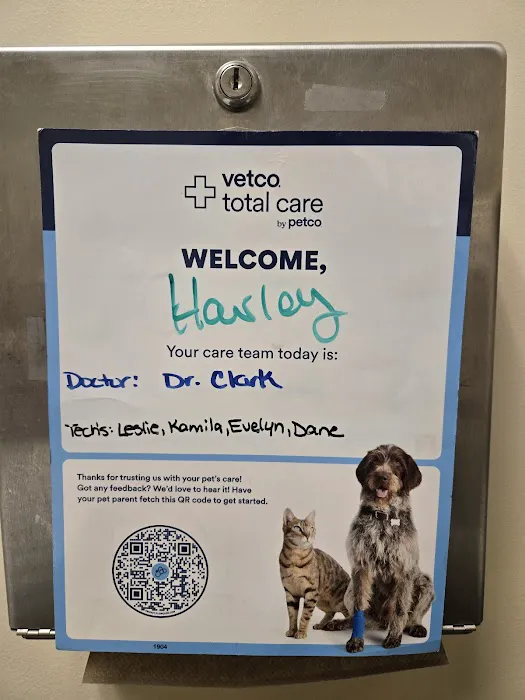 vetco
total care
by petco
WELCOME,
Harley
Your care team today is:
Doctor: Dr. Clark
Tech's: Leslie, Kamila, Evelyn, Dane
Thanks for trusting us with your pet's care!
Got any feedback? We'd love to hear it! Have
your pet parent fetch this QR code to get started.
1904